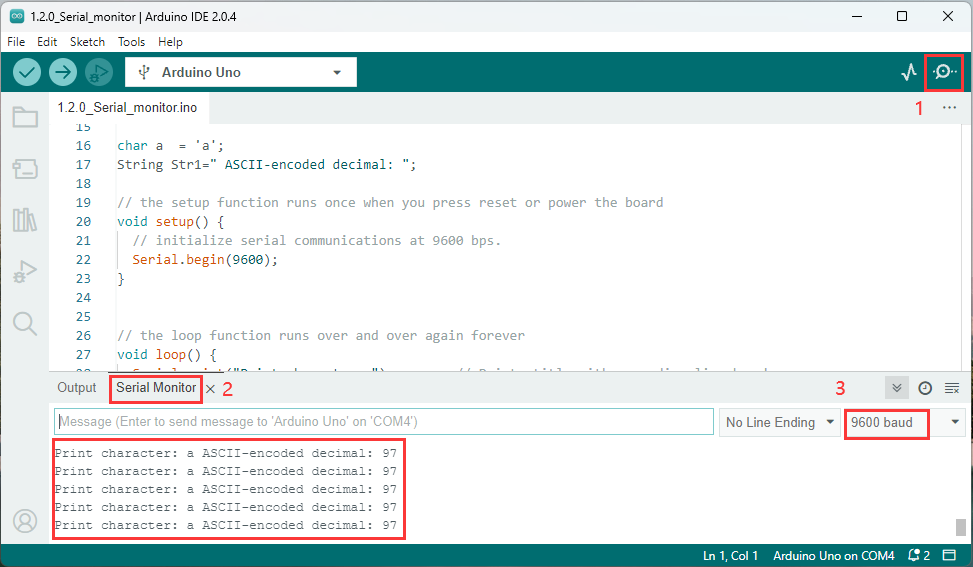 1.2.0_Serial_monitor | Arduino IDE 2.0.4
File Edit Sketch Tools Help
Arduino Uno
1.2.0_Serial_monitor.ino
1
15
16 char a  = 'a';
17 String Str1=" ASCII-encoded decimal: ";
18
19 // the setup function runs once when you press reset or power the board
20 void setup() {
21 // initialize serial communications at 9600 bps.
22 Serial.begin(9600);
23 }
24
25
26 // the loop function runs over and over again forever
27 void loop() {
Output Serial Monitor × 2 3
Message (Enter to send message to 'Arduino Uno' on 'COM4')
No Line Ending 9600 baud
Print character: a ASCII-encoded decimal: 97
Print character: a ASCII-encoded decimal: 97
Print character: a ASCII-encoded decimal: 97
Print character: a ASCII-encoded decimal: 97
Print character: a ASCII-encoded decimal: 97
Ln 1, Col 1 Arduino Uno on COM4 2